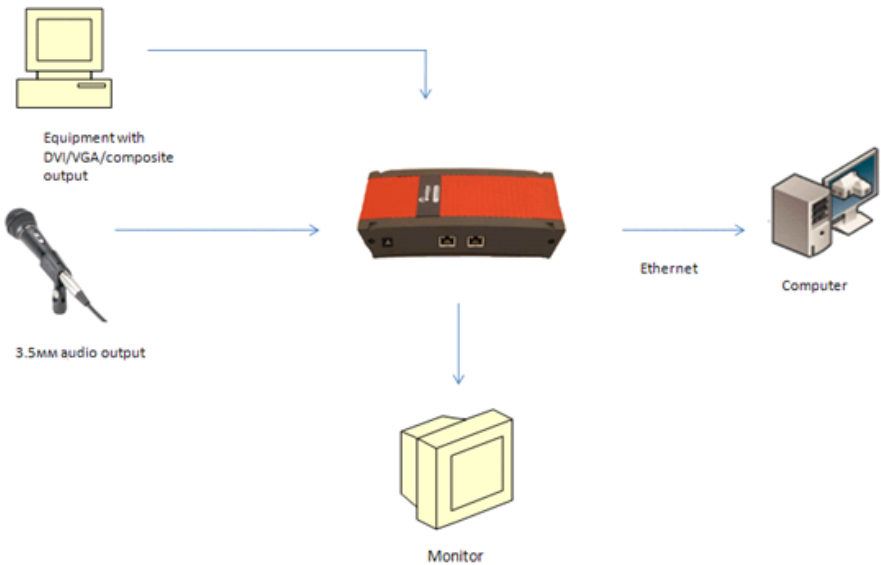 Equipment with
DVI/VGA/composite
output
Ethernet
Computer
3.5мм audio output
Monitor